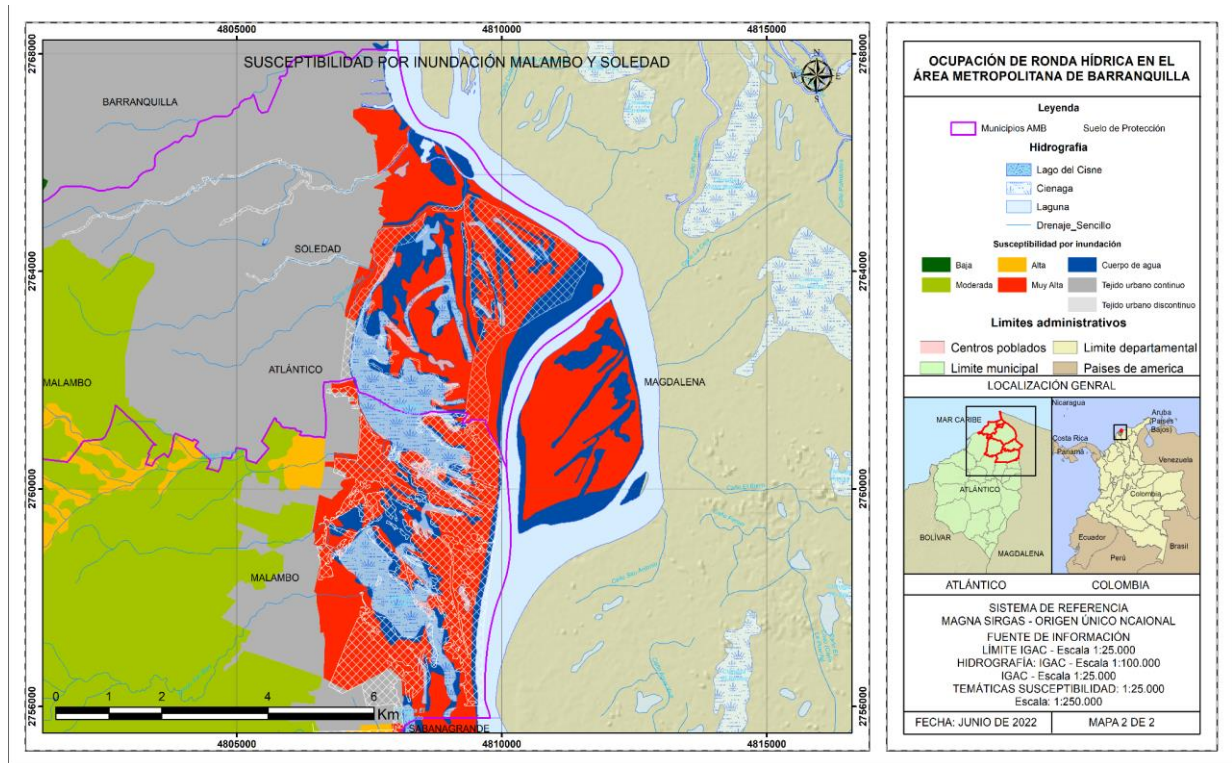 4805000
4810000
4815000
2768000
2768000
SUSCEPTIBILIDAD POR INUNDACIÓN MALAMBO Y SOLEDAD
N
W
E
S
BARRANQUILLA
SOLEDAD
2764000
2764000
ATLÁNTICO
MALAMBO
MAGDALENA
2760000
2760000
MALAMBO
0 1 2 4 6
Km
2756000
2756000
SABANAGRANDE
4805000
4810000
4815000
OCUPACIÓN DE RONDA HÍDRICA EN EL
ÁREA METROPOLITANA DE BARRANQUILLA
Leyenda
Municipios AMB
Suelo de Protección
Hidrografia
Lago del Cisne
Cienaga
Laguna
Drenaje_Sencillo
Susceptibilidad por inundación
Baja
Alta
Cuerpo de agua
Moderada
Muy Alta
Tejido urbano continuo
Tejido urbano discontinuo
Limites administrativos
Centros poblados
Limite departamental
Limite municipal
Paises de america
LOCALIZACIÓN GENRAL
MAR CARIBE
ATLÁNTICO
BOLÍVAR
MAGDALENA
Nicaragua
Aruba
(Países
Bajos)
Costa Rica
Panamá
Venezuela
Colombia
Ecuador
Perú
Brasil
ATLÁNTICO
COLOMBIA
SISTEMA DE REFERENCIA
MAGNA SIRGAS - ORIGEN ÚNICO NCAIONAL
FUENTE DE INFORMACIÓN
LÍMITE IGAC - Escala 1:25.000
HIDROGRAFÍA: IGAC - Escala 1:100.000
IGAC - Escala 1:25.000
TEMÁTICAS SUSCEPTIBILIDAD: 1:25.000
Escala: 1:250.000
FECHA: JUNIO DE 2022
MAPA 2 DE 2